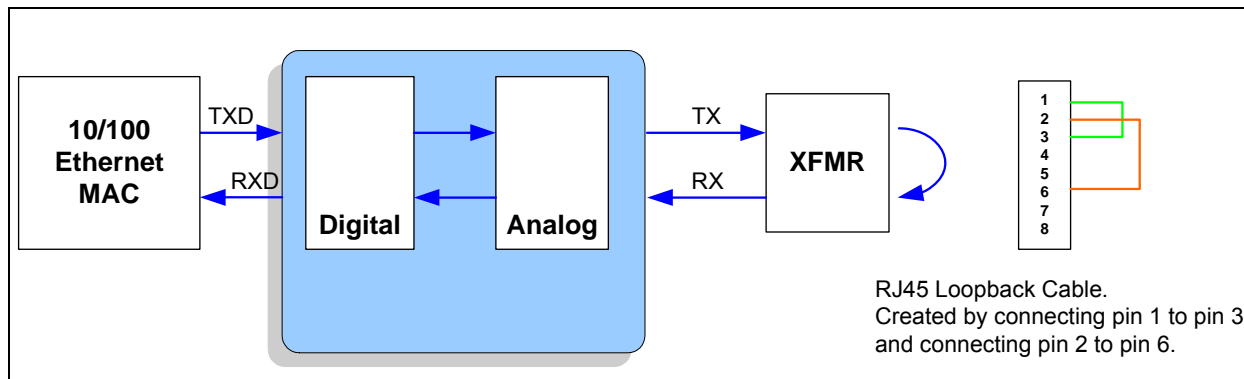 10/100
Ethernet
MAC
TXD
RXD
Digital
Analog
TX
RX
XFMR
1
2
3
4
5
6
7
8
RJ45 Loopback Cable.
Created by connecting pin 1 to pin 3
and connecting pin 2 to pin 6.